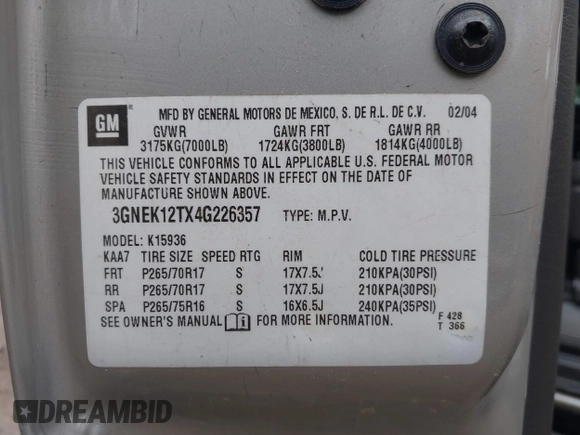 GM
MFD BY GENERAL MOTORS DE MEXICO, S. DE R.L. DE C.V. 02/04
GVWR GAWR FRT GAWR RR
3175KG(7000LB) 1724KG(3800LB) 1814KG(4000LB)
THIS VEHICLE CONFORMS TO ALL APPLICABLE U.S. FEDERAL MOTOR
VEHICLE SAFETY STANDARDS IN EFFECT ON THE DATE OF
MANUFACTURE SHOWN ABOVE.
3GNEK12TX4G226357 TYPE: M.P.V.
MODEL: K15936
KAA7 TIRE SIZE SPEED RTG RIM COLD TIRE PRESSURE
FRT P265/70R17 S 17X7.5J 210KPA(30PSI)
RR P265/70R17 S 17X7.5J 210KPA(30PSI)
SPA P265/75R16 S 16X6.5J 240KPA(35PSI)
SEE OWNER'S MANUAL FOR MORE INFORMATION. F 428
T 366
DREAMBID